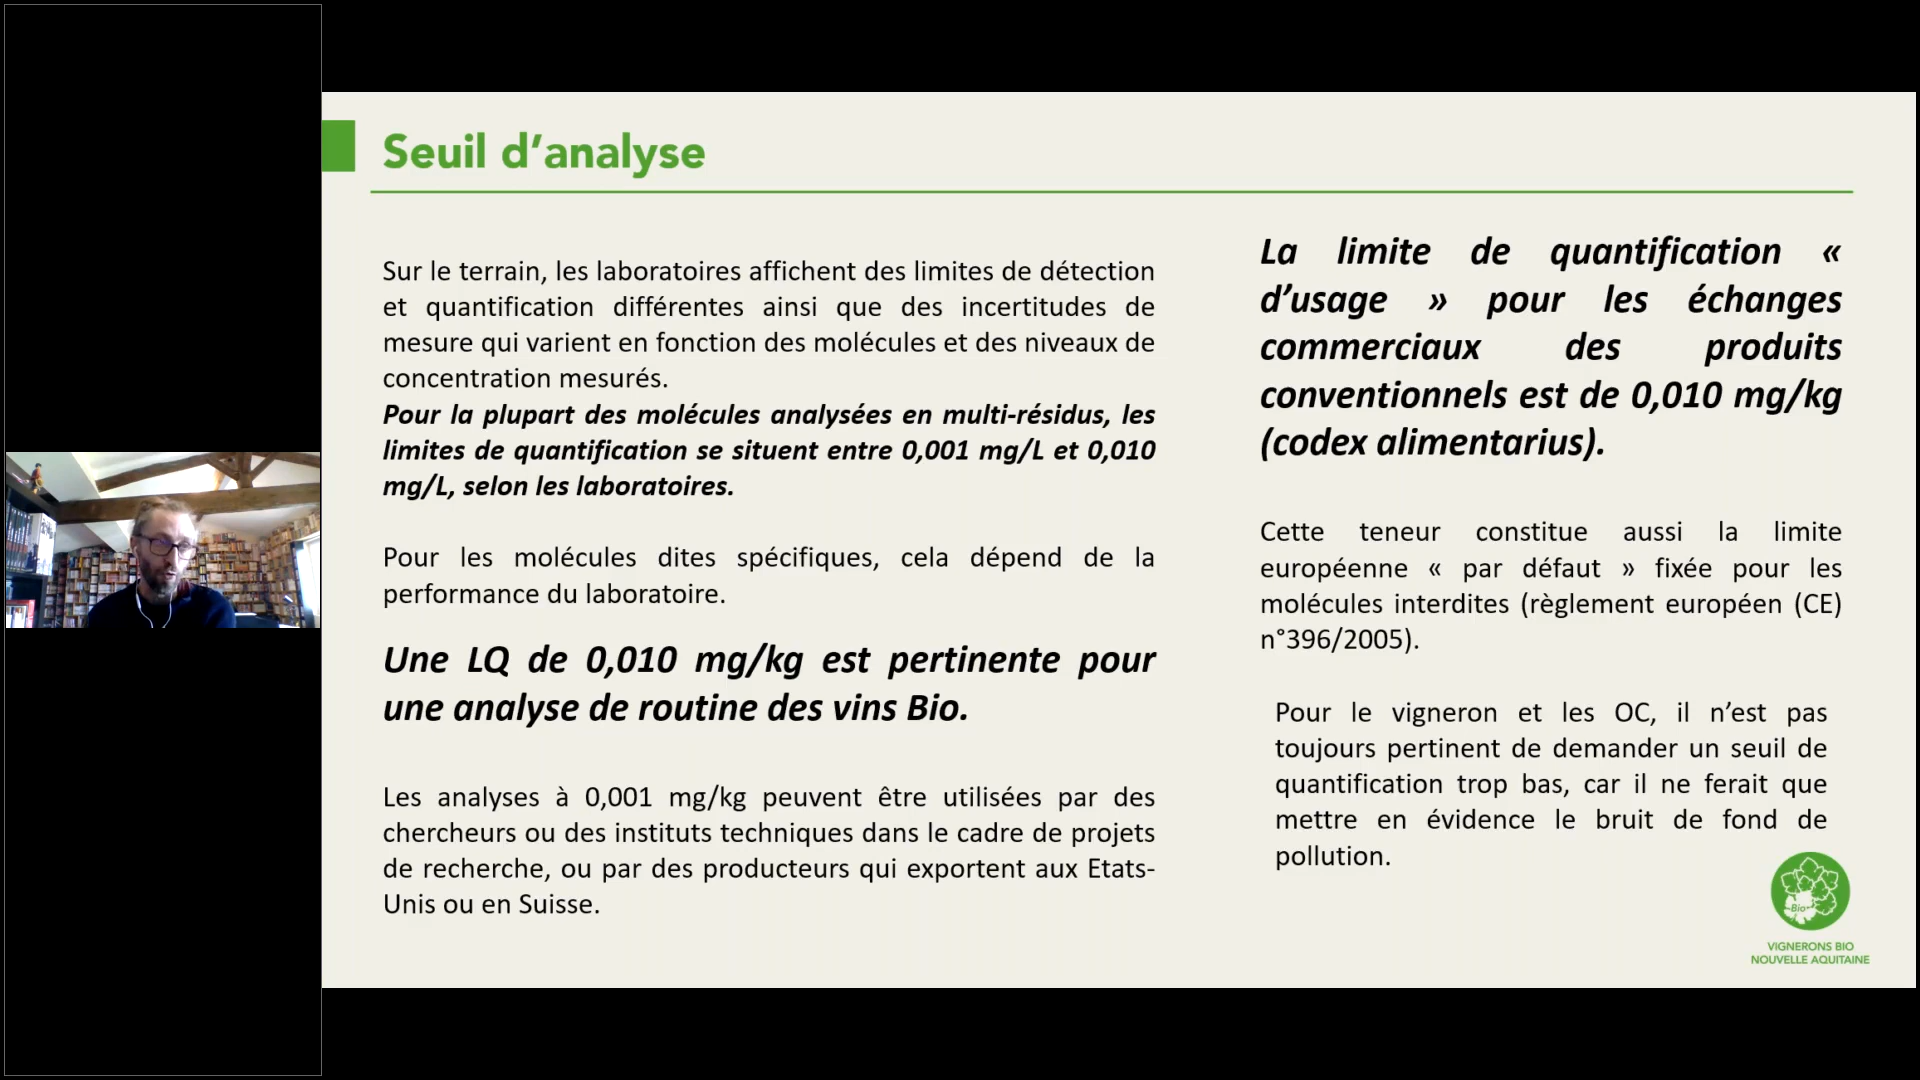 Seuil d’analyse
Sur le terrain, les laboratoires affichent des limites de détection
et quantification différentes ainsi que des incertitudes de
mesure qui varient en fonction des molécules et des niveaux de
concentration mesurés.
Pour la plupart des molécules analysées en multi-résidus, les
limites de quantification se situent entre 0,001 mg/L et 0,010
mg/L, selon les laboratoires.
Pour les molécules dites spécifiques, cela dépend de la
performance du laboratoire.
Une LQ de 0,010 mg/kg est pertinente pour
une analyse de routine des vins Bio.
Les analyses à 0,001 mg/kg peuvent être utilisées par des
chercheurs ou des instituts techniques dans le cadre de projets
de recherche, ou par des producteurs qui exportent aux Etats-
Unis ou en Suisse.
La limite de quantification «
d’usage » pour les échanges
commerciaux des produits
conventionnels est de 0,010 mg/kg
(codex alimentarius).
Cette teneur constitue aussi la limite
européenne « par défaut » fixée pour les
molécules interdites (règlement européen (CE)
n°396/2005).
Pour le vigneron et les OC, il n’est pas
toujours pertinent de demander un seuil de
quantification trop bas, car il ne ferait que
mettre en évidence le bruit de fond de
pollution.
Bio
VIGNERONS BIO
NOUVELLE AQUITAINE